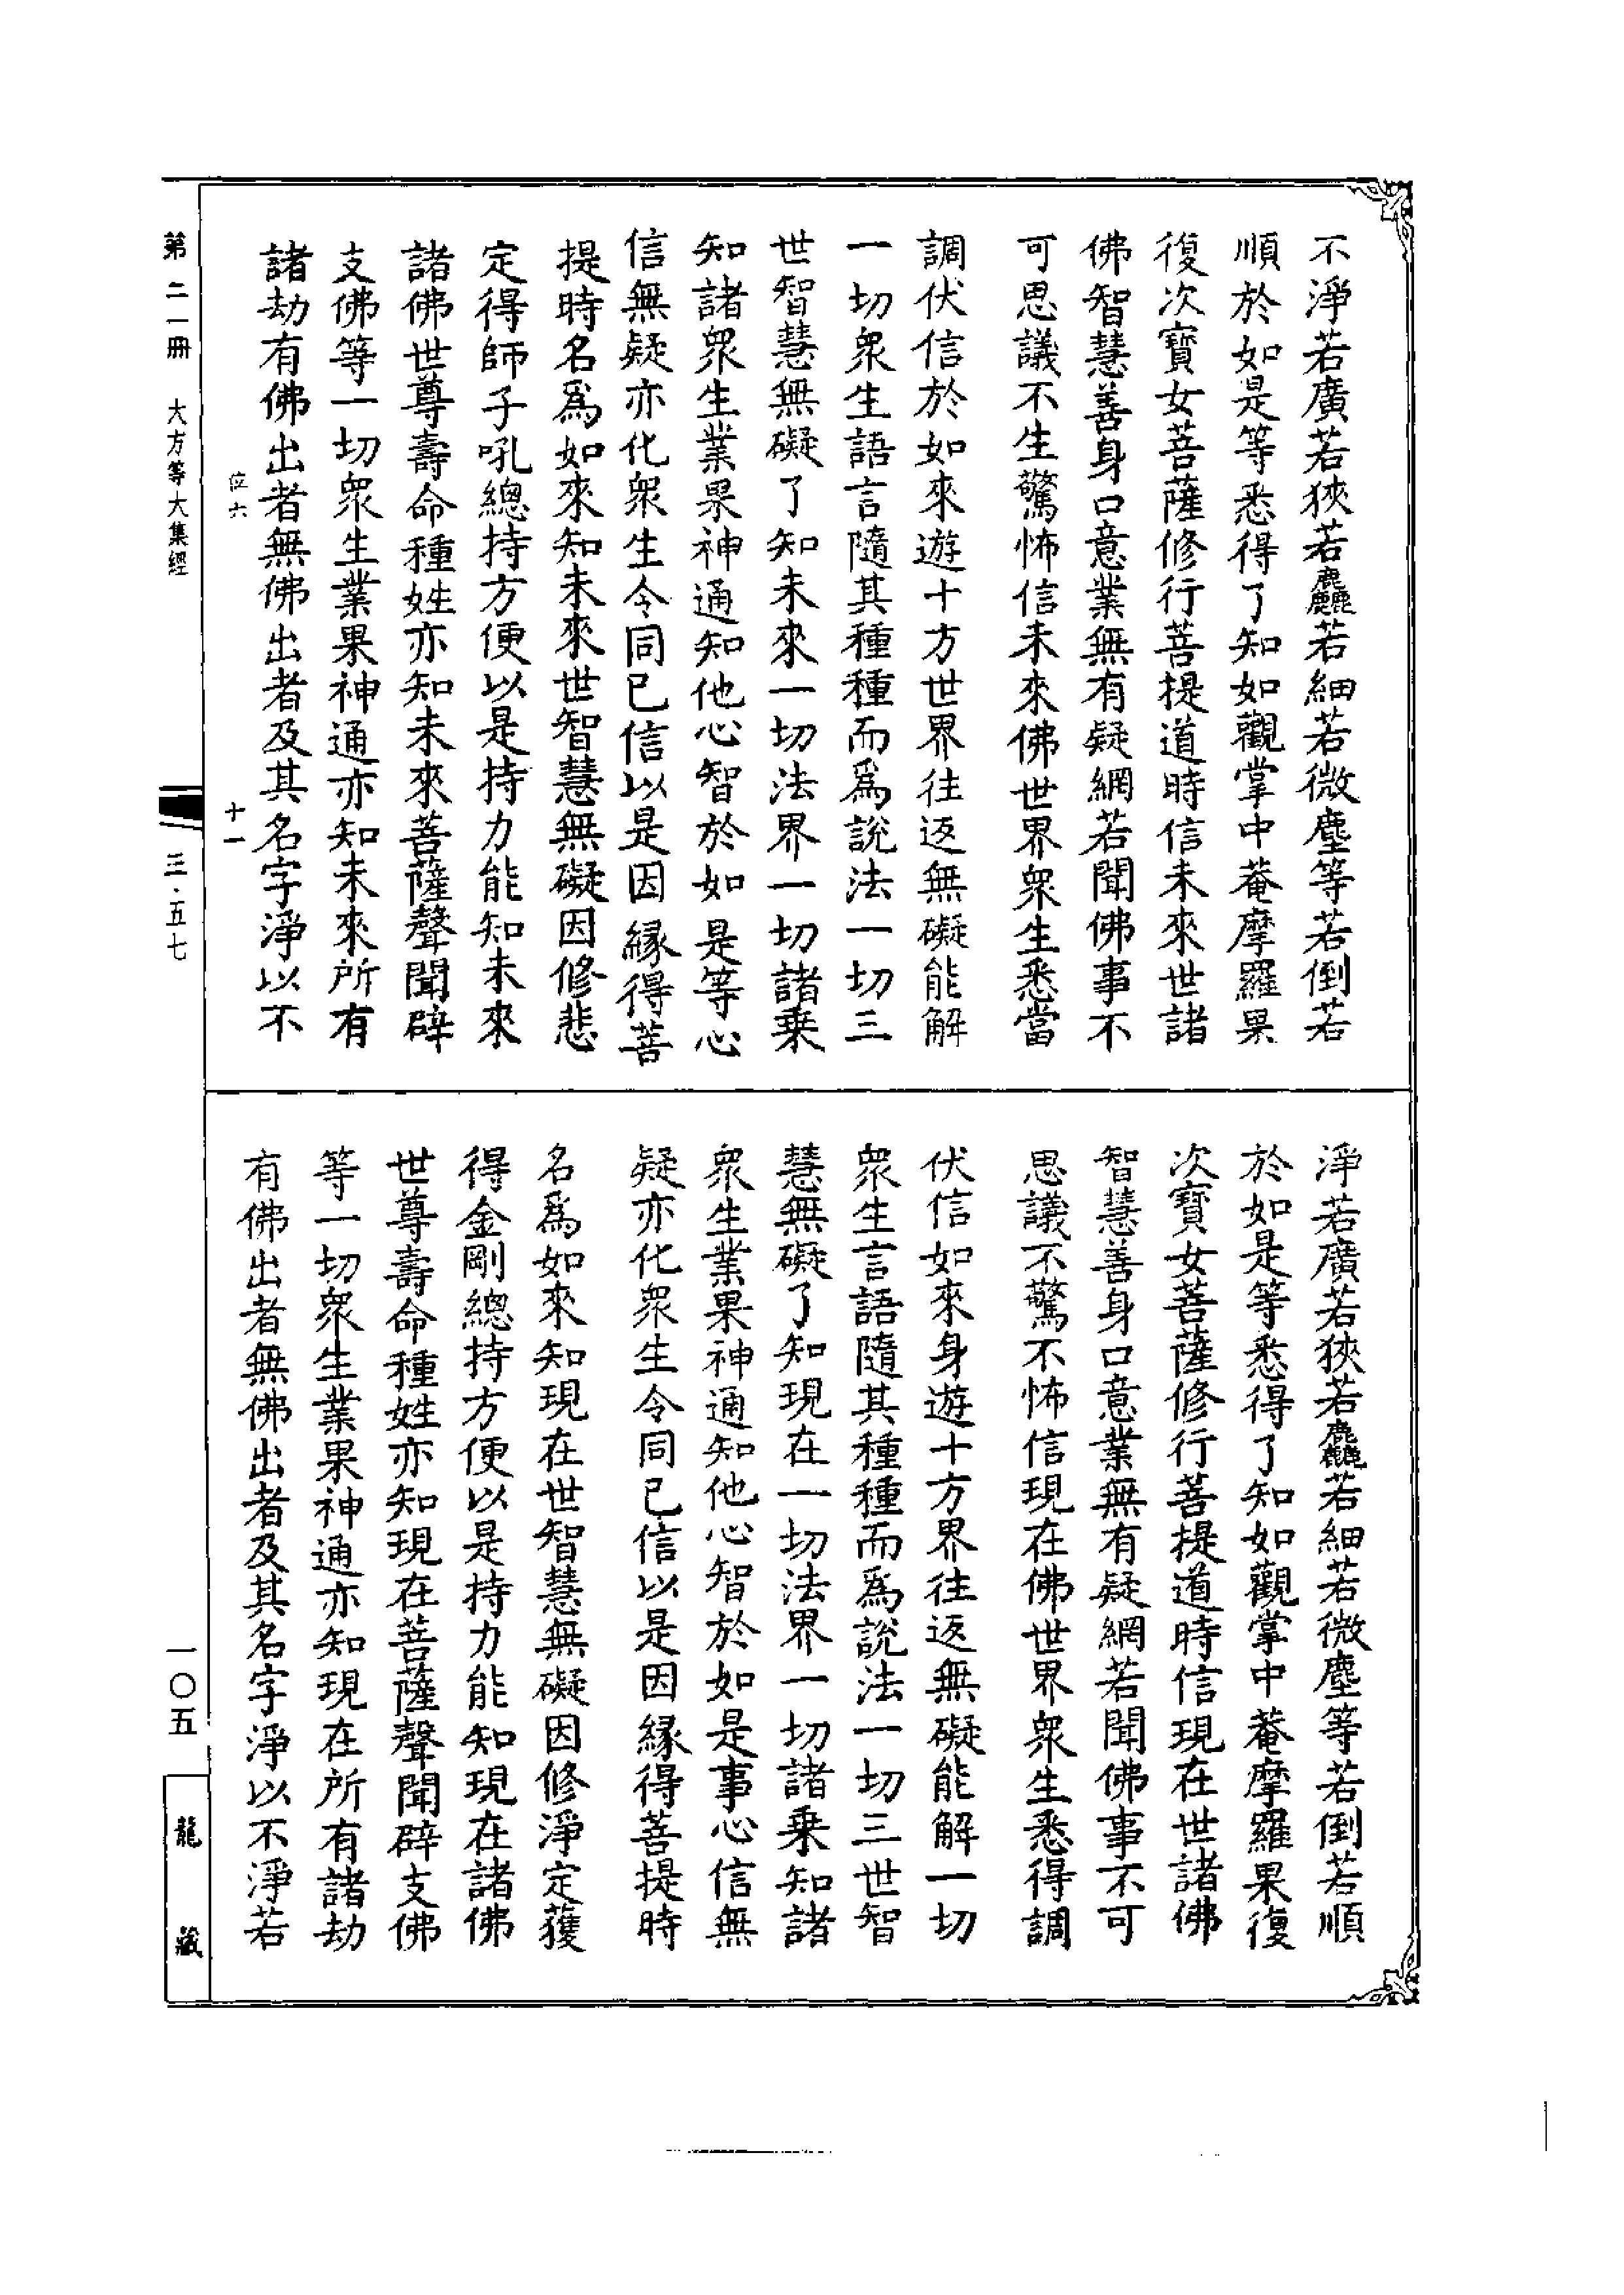 不淨若廣若狹若麤若細若微塵等若倒若
順於如是等悉得了知如觀掌中菴摩羅果
復次寶女菩薩修行菩提道時信未來世諸
佛智慧善身口意業無有疑網若聞佛事不
可思議不生驚怖信未來佛世界衆生悉當
調伏信於如來遊十方世界往返無礙能解
一切衆生語言隨其種種而爲說法一切三
世智慧無礙了知未來一切法界一切諸乗
知諸衆生業果神通知他心智於如是等心
信無疑亦化衆生令同已信以是因緣得菩
提時名爲如來知未來世智慧無礙因修悲
定得師子吼總持方便以是持力能知未來
諸佛世尊壽命種姓亦知未來菩薩聲聞辟
支佛等一切衆生業果神通亦知未來所有
諸劫有佛出者無佛出者及其名字淨以不
淨若廣若狹若麤若細若微塵等若倒若順
於如是等悉得了知如觀掌中菴摩羅果復
次寶女菩薩修行菩提道時信現在世諸佛
智慧善身口意業無有疑網若聞佛事不可
思議不驚不怖信現在佛世界衆生悉得調
伏信如來身遊十方界往返無礙能解一切
衆生言語隨其種種而爲說法一切三世智
慧無礙了知現在一切法界一切諸乗知諸
衆生業果神通知他心智於如是事心信無
疑亦化衆生令同已信以是因緣得菩提時
名爲如來知現在世智慧無礙因修淨定獲
得金剛總持方便以是持力能知現在諸佛
世尊壽命種姓亦知現在菩薩聲聞辟支佛
等一切衆生業果神通亦知現在所有諸劫
有佛出者無佛出者及其名字淨以不淨若
位六
十一
第二一冊 大方等大集經
三·五七
一〇五
龍藏